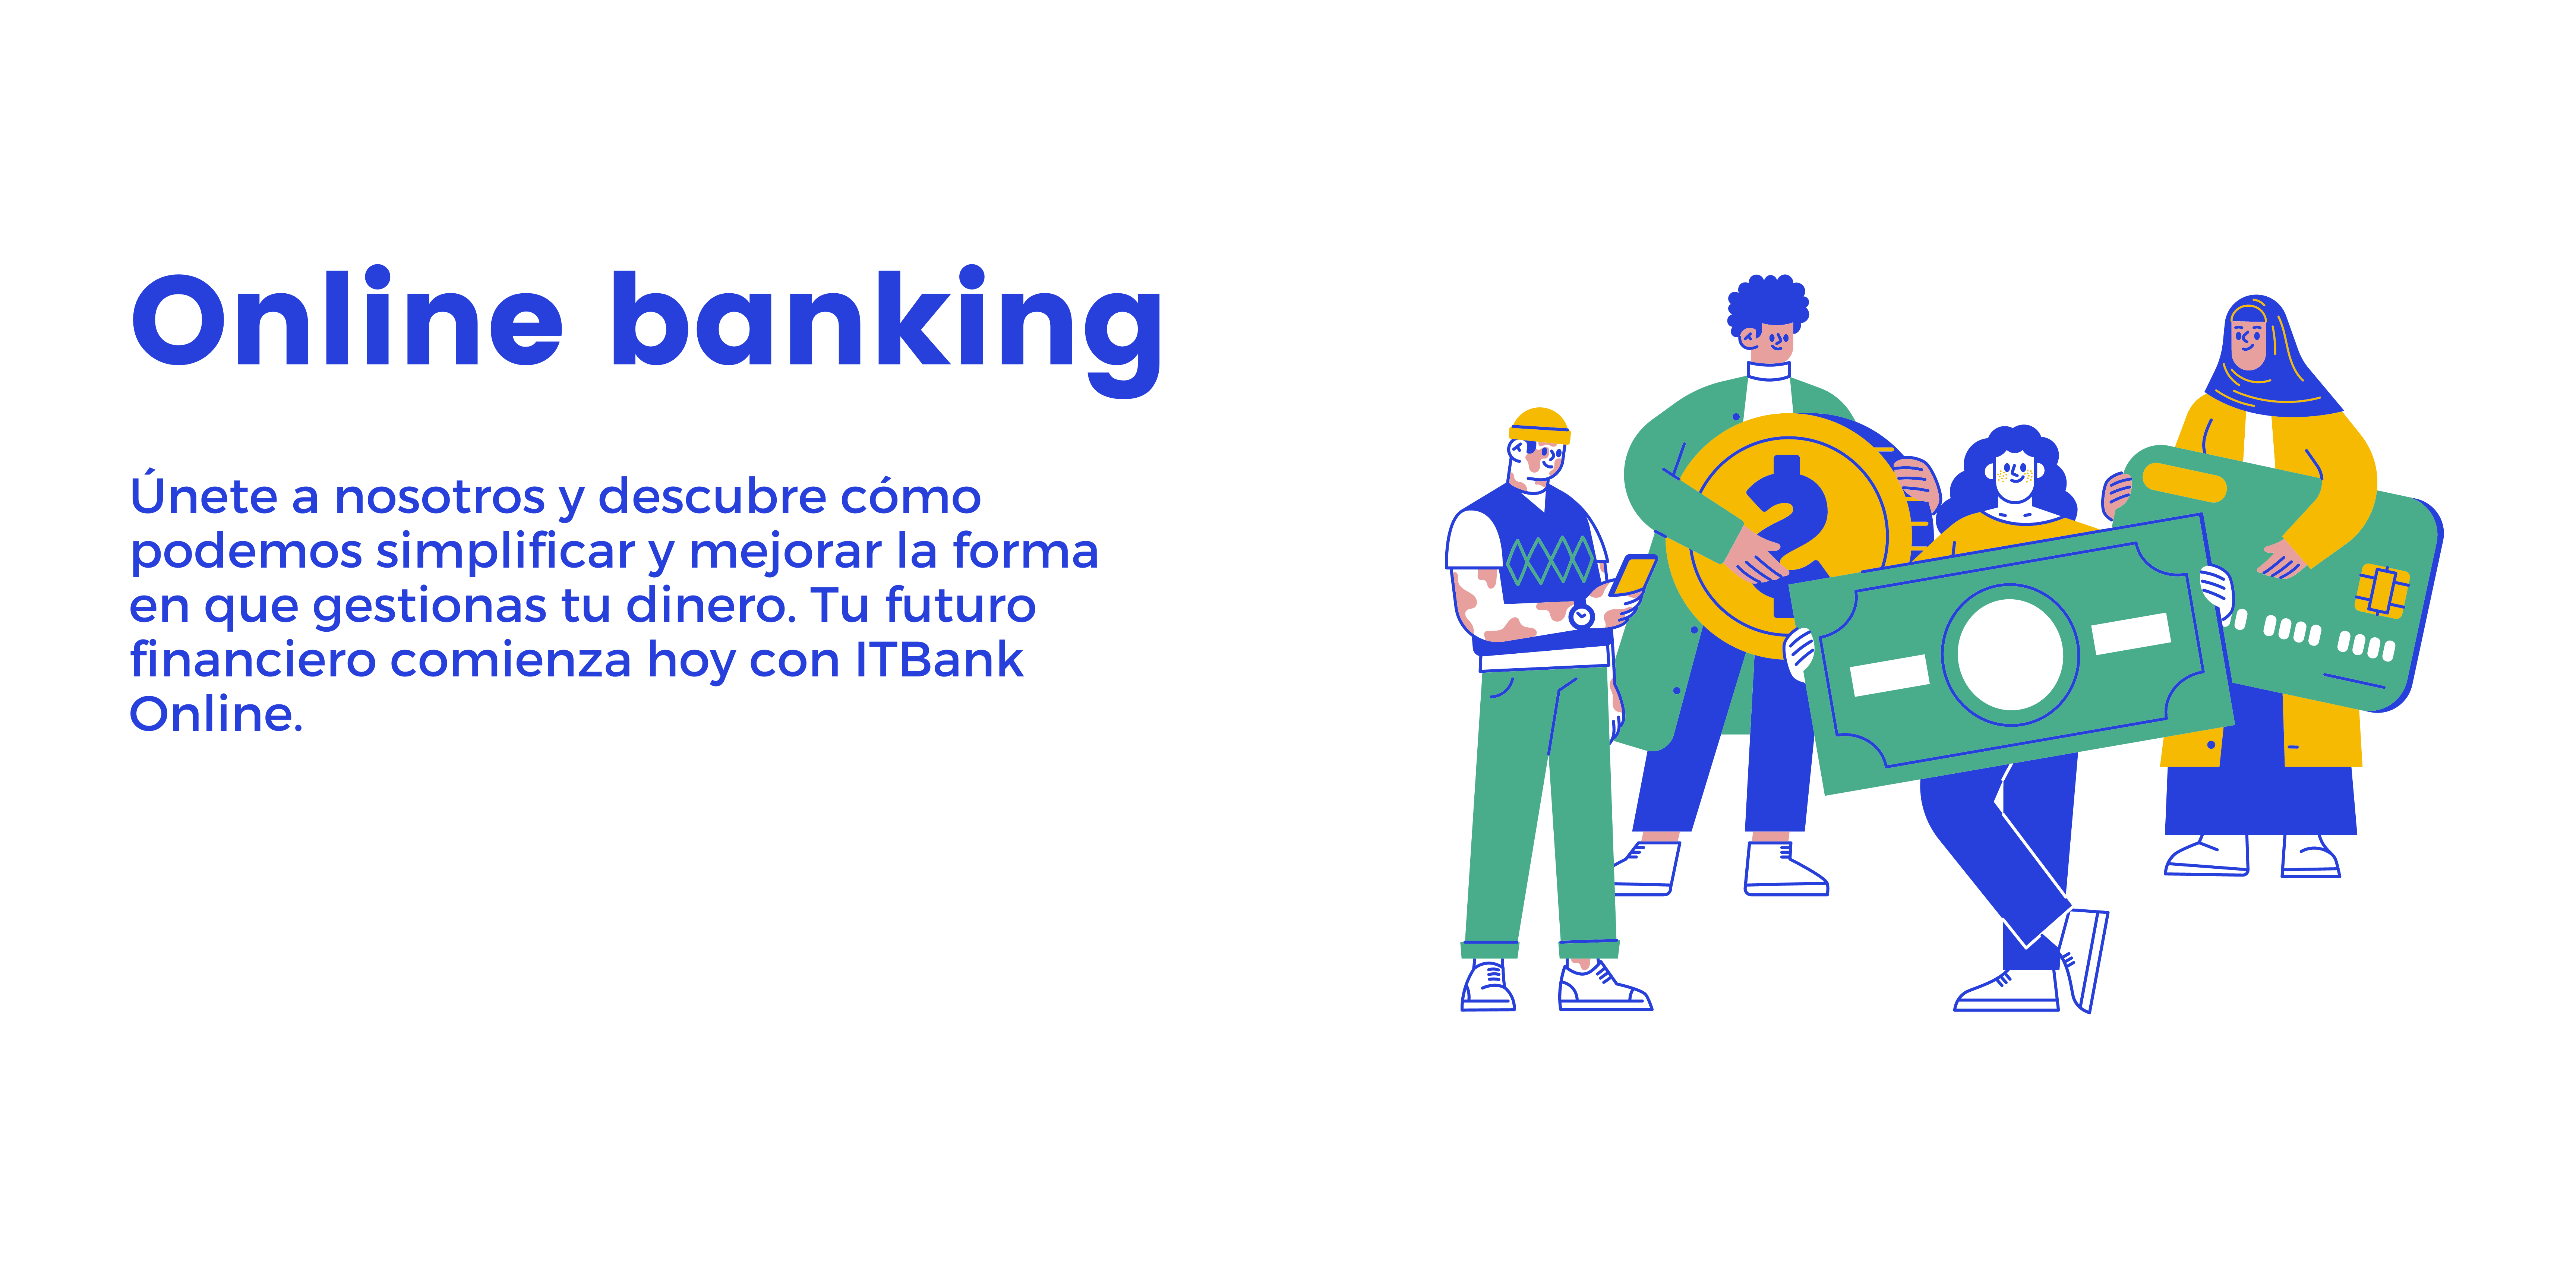 Online banking
Únete a nosotros y descubre cómo
podemos simplificar y mejorar la forma
en que gestionas tu dinero. Tu futuro
financiero comienza hoy con ITBank
Online.